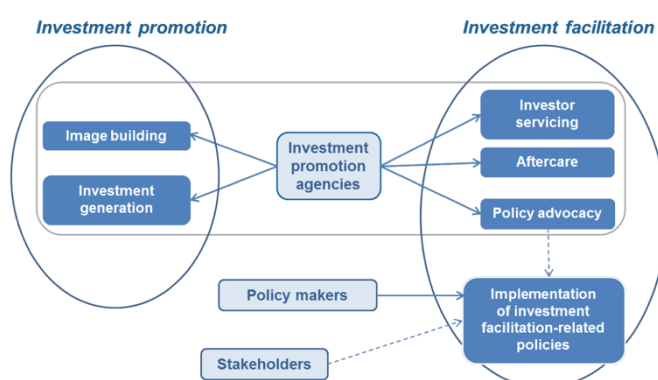 Investment promotion
Investment facilitation
Image building
Investment
generation
Investment
promotion
agencies
Investor
servicing
Aftercare
Policy advocacy
Policy makers
Stakeholders
Implementation
of investment
facilitation-related
policies